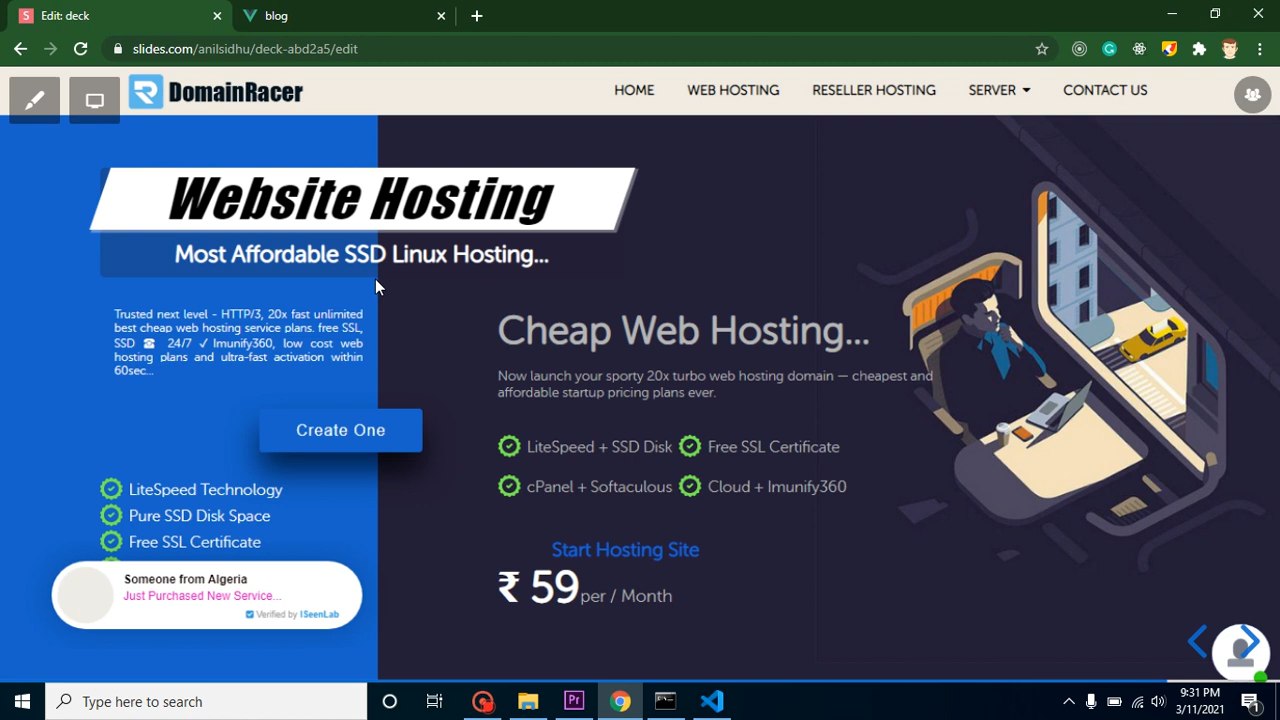 Edit: deck
blog
slides.com/anilsidhu/deck-abd2a5/edit
DomainRacer
HOME
WEB HOSTING
RESELLER HOSTING
SERVER
CONTACT US
Website Hosting
Most Affordable SSD Linux Hosting...
Trusted next level - HTTP/3, 20x fast unlimited
best cheap web hosting service plans. free SSL,
SSD ☎ 24/7 ✓ Imunify360, low cost web
hosting plans and ultra-fast activation within
60sec...
Create One
LiteSpeed Technology
Pure SSD Disk Space
Free SSL Certificate
Someone from Algeria
Just Purchased New Service...
Verified by ISeenLab
Cheap Web Hosting...
Now launch your sporty 20x turbo web hosting domain — cheapest and
affordable startup pricing plans ever.
LiteSpeed + SSD Disk
Free SSL Certificate
cPanel + Softaculous
Cloud + Imunify360
Start Hosting Site
₹ 59 per / Month
Type here to search
Pr
9:31 PM
3/11/2021
1